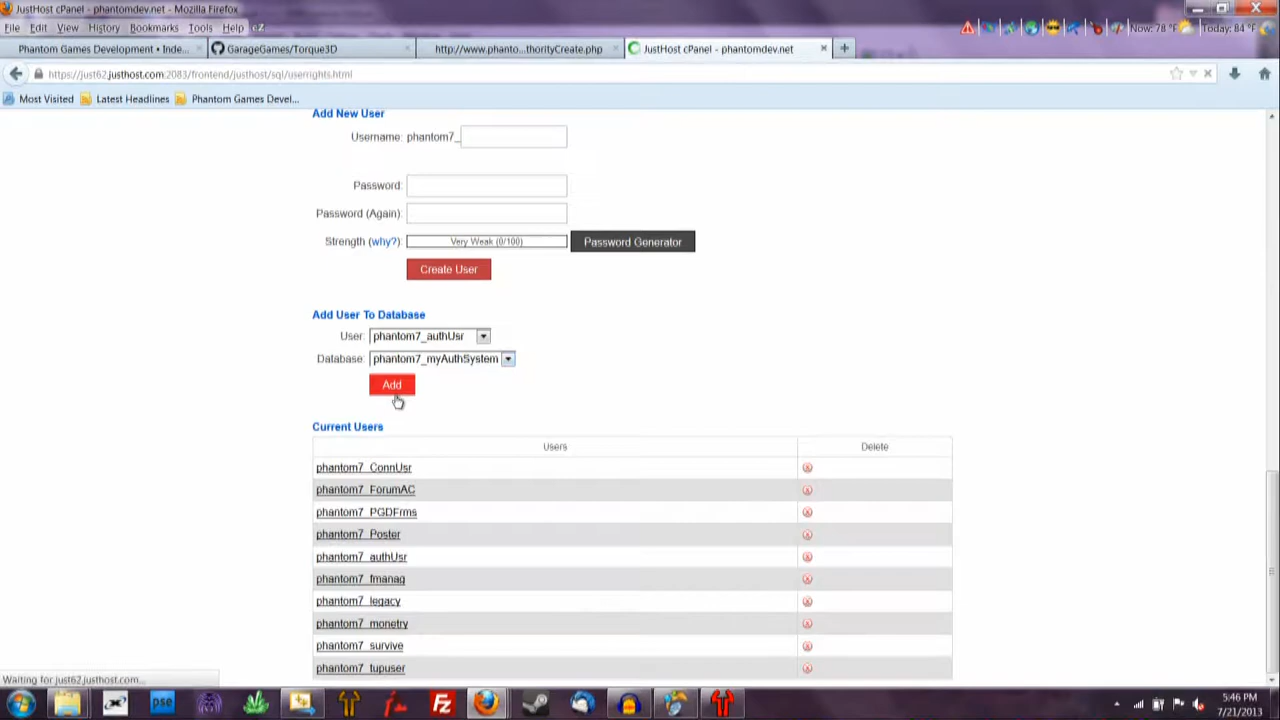 JustHost cPanel - phantomdev.net - Mozilla Firefox
File Edit View History Bookmarks Tools Help
Now: 78 °F Today: 84 °F
Phantom Games Development • Inde...
GarageGames/Torque3D
http://www.phanto...thorityCreate.php
JustHost cPanel - phantomdev.net
https://just62.justhost.com:2083/frontend/justhost/sql/userrights.html
Most Visited Latest Headlines Phantom Games Devel...
Add New User
Username: phantom7_
Password:
Password (Again):
Strength (why?): Very Weak (0/100) Password Generator
Create User
Add User To Database
User: phantom7_authUsr
Database: phantom7_myAuthSystem
Add
Current Users
Users Delete
phantom7_ConnUsr
phantom7_ForumAC
phantom7_PGDFrms
phantom7_Poster
phantom7_authUsr
phantom7_fmanag
phantom7_legacy
phantom7_monetry
phantom7_survive
phantom7_tupuser
Waiting for just62.justhost.com...
pse
Fz
5:46 PM
7/21/2013